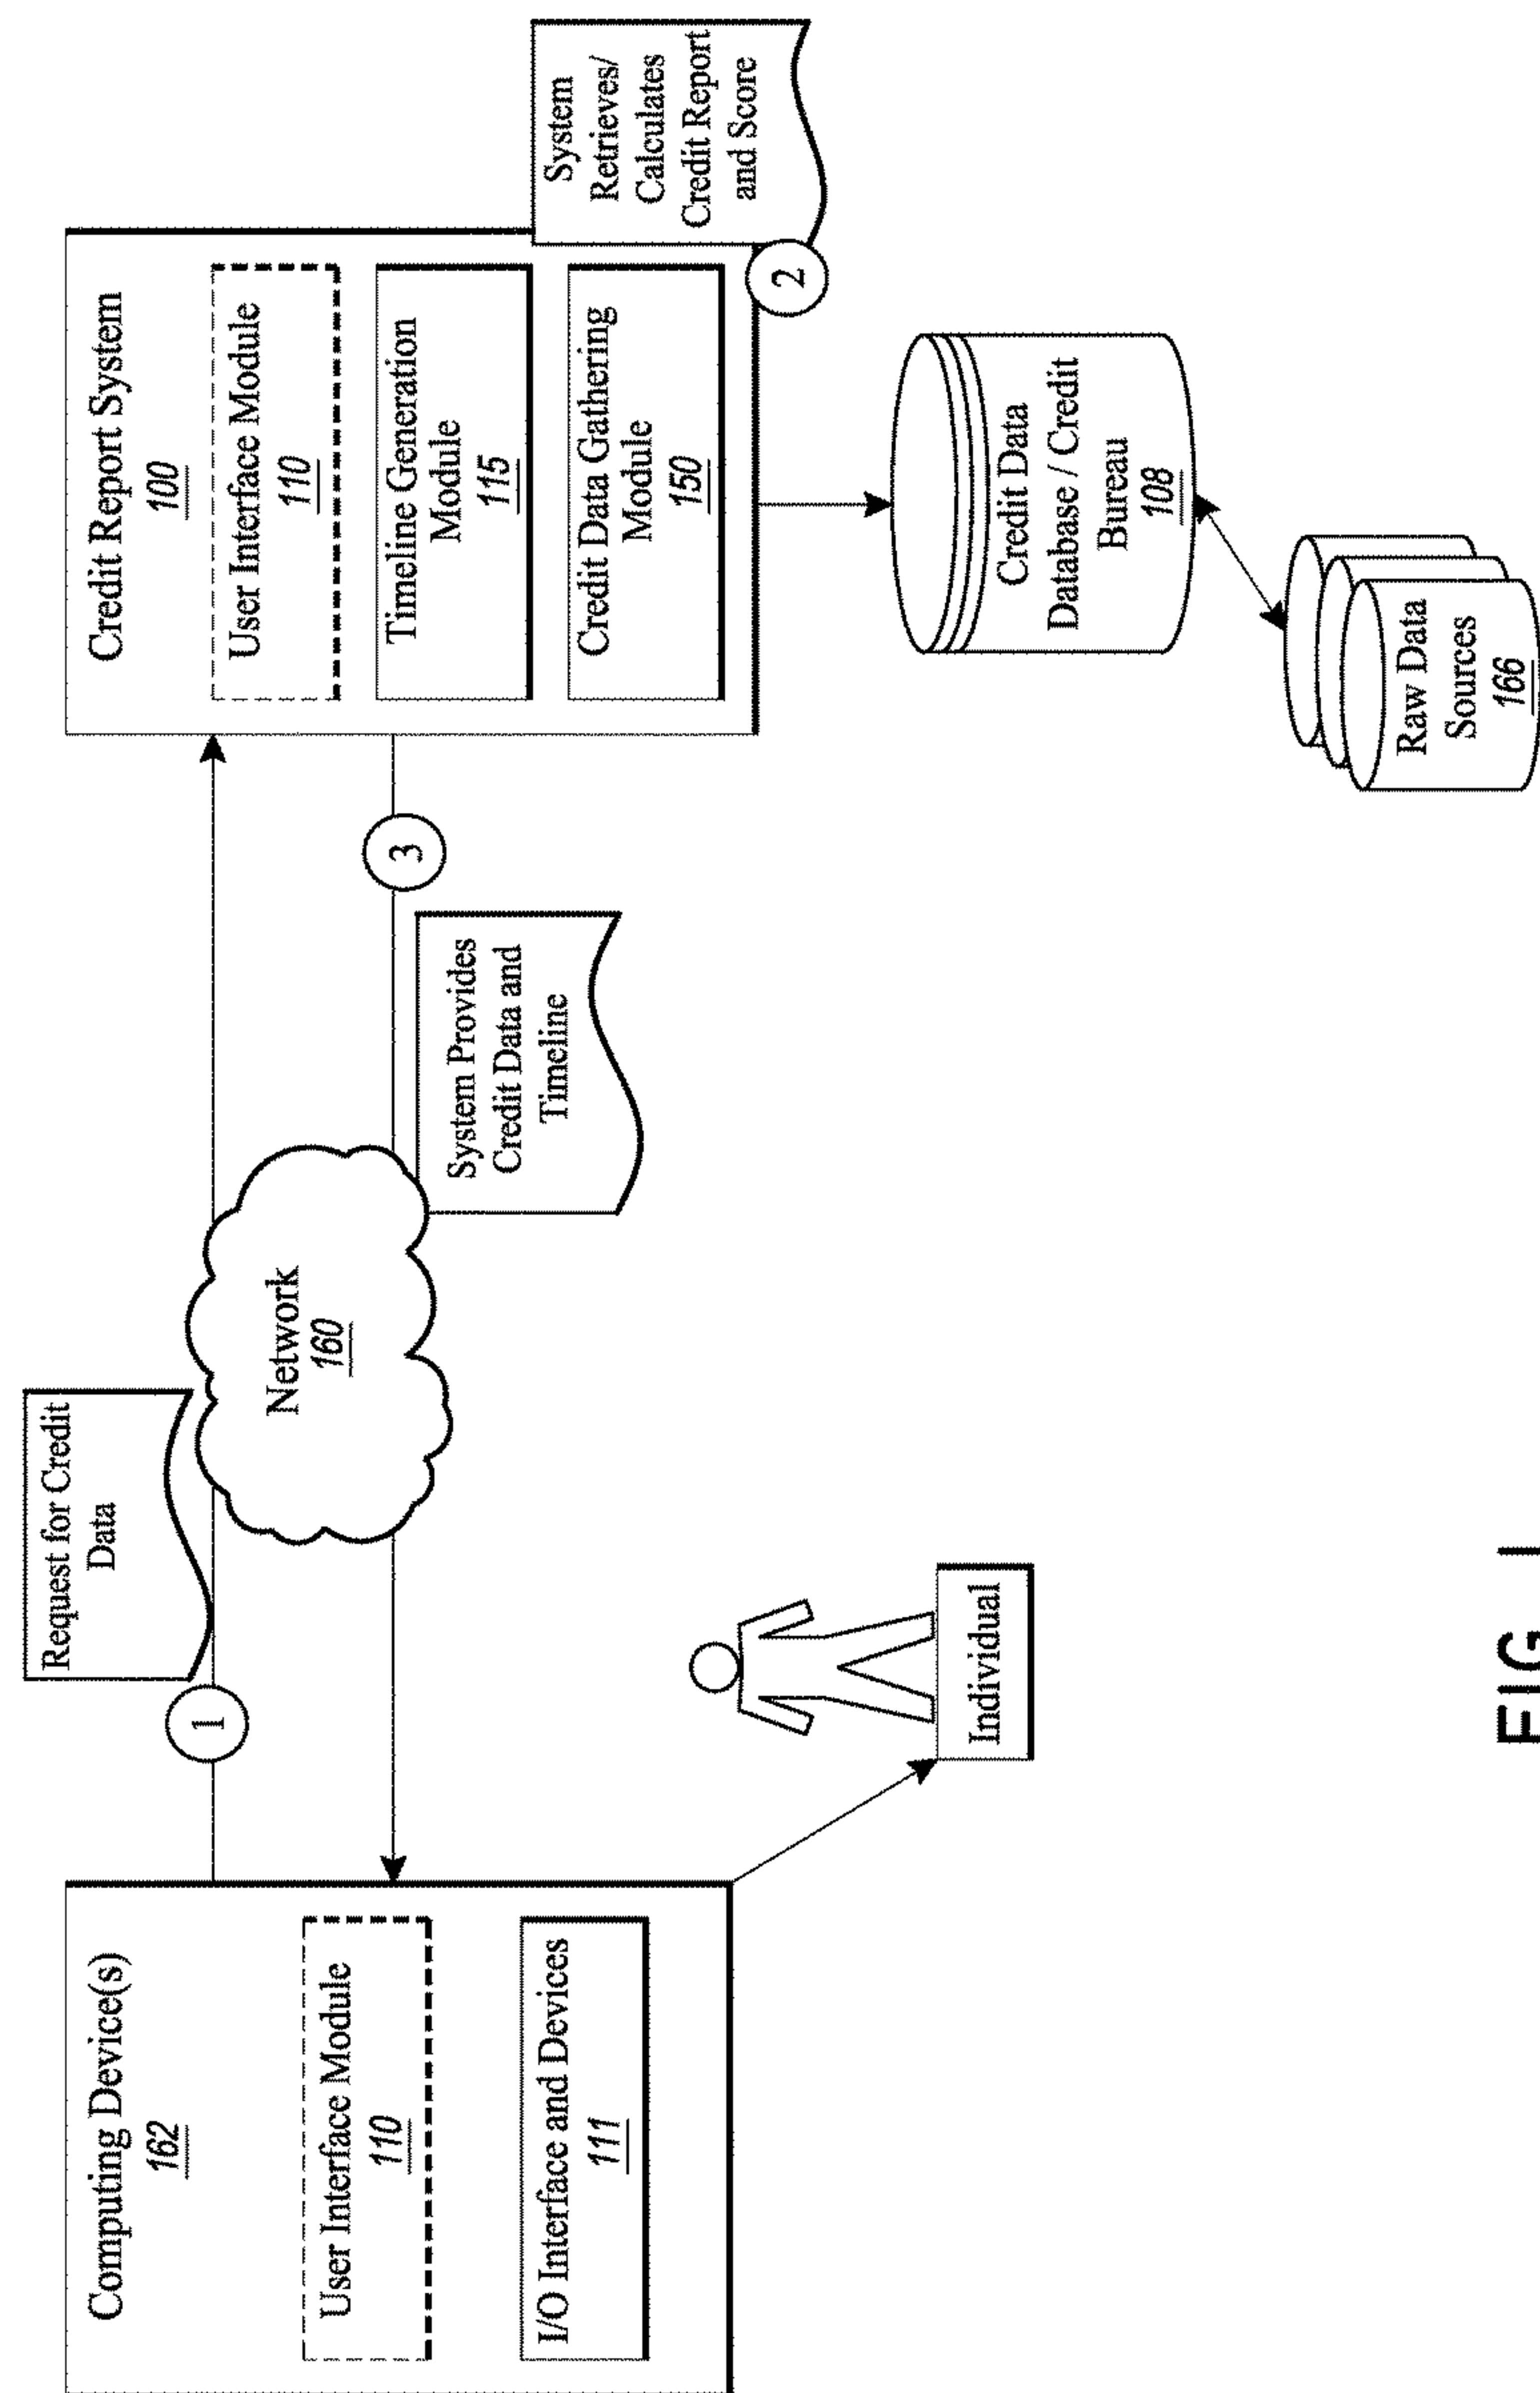 Computing Device(s)
162
User Interface Module
110
I/O Interface and Devices
111
1
Request for Credit
Data
Network
160
Individual
System Provides
Credit Data and
Timeline
3
Credit Report System
100
User Interface Module
110
Timeline Generation
Module
115
Credit Data Gathering
Module
150
2
System
Retrieves/
Calculates
Credit Report
and Score
Credit Data
Database / Credit
Bureau
108
Raw Data
Sources
166
FIG. 1